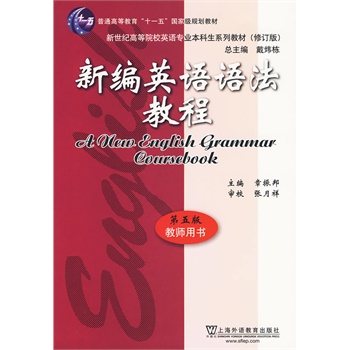 十一五
普通高等教育“十一五”国家级规划教材
新世纪高等院校英语专业本科生系列教材（修订版）
总主编 戴炜栋
新编英语语法
教程
A New English Grammar
Coursebook
English
主编 章振邦
审校 张月祥
第五版
教师用书
外教社
上海外语教育出版社
www.sflep.com